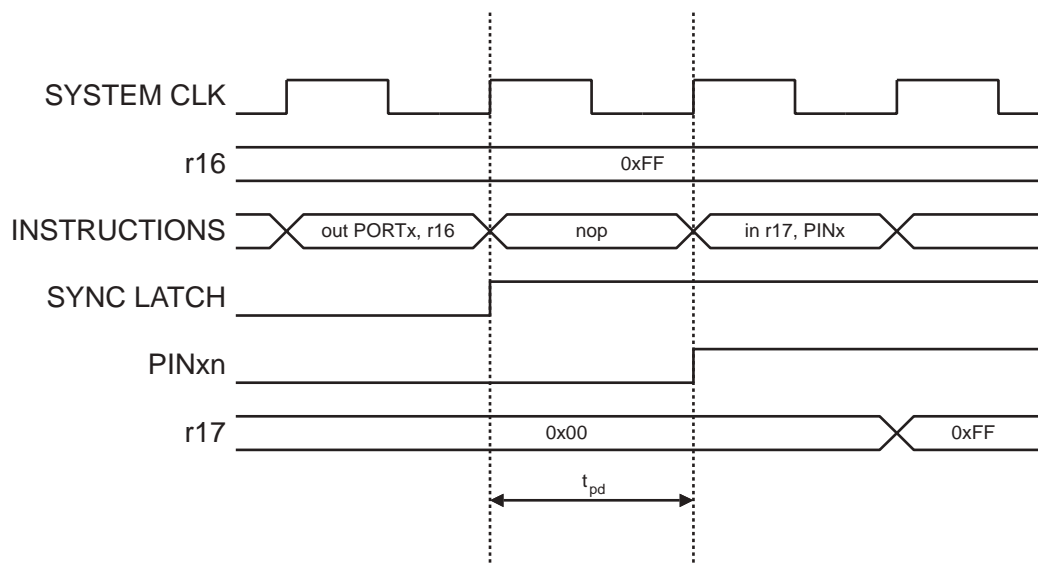 SYSTEM CLK
r16
0xFF
INSTRUCTIONS
out PORTx, r16
nop
in r17, PINx
SYNC LATCH
PINxn
r17
0x00
0xFF
tpd